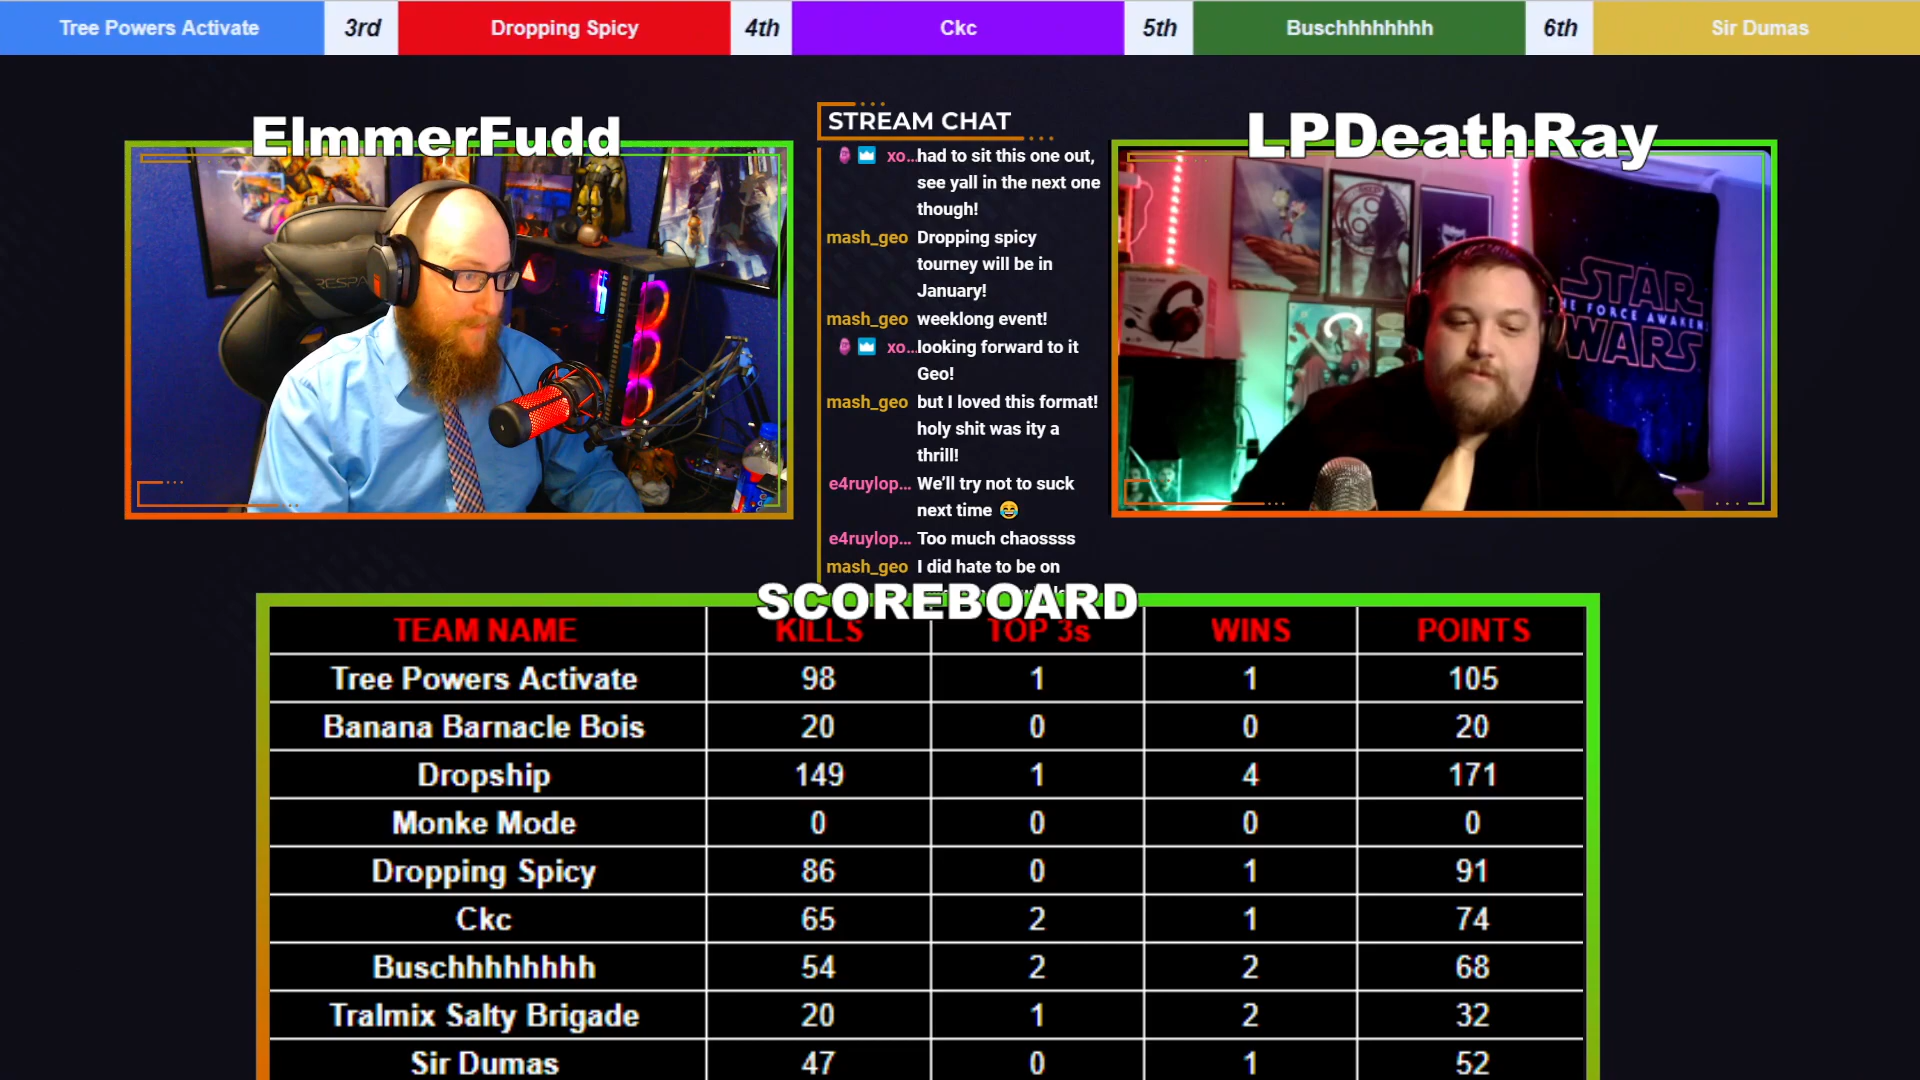 Tree Powers Activate 3rd Dropping Spicy 4th Ckc 5th Buschhhhhhhh 6th Sir Dumas
ElmmerFudd
RESPA
STREAM CHAT
xo... had to sit this one out,
see yall in the next one
though!
mash_geo Dropping spicy
tourney will be in
January!
mash_geo weeklong event!
xo... looking forward to it
Geo!
mash_geo but I loved this format!
holy shit was ity a
thrill!
e4ruylop... We'll try not to suck
next time 😂
e4ruylop... Too much chaossss
mash_geo I did hate to be on
LPDeathRay
STAR
THE FORCE AWAKEN
WARS
SCOREBOARD
TEAM NAME KILLS TOP 3s WINS POINTS
Tree Powers Activate 98 1 1 105
Banana Barnacle Bois 20 0 0 20
Dropship 149 1 4 171
Monke Mode 0 0 0 0
Dropping Spicy 86 0 1 91
Ckc 65 2 1 74
Buschhhhhhhh 54 2 2 68
Tralmix Salty Brigade 20 1 2 32
Sir Dumas 47 0 1 52